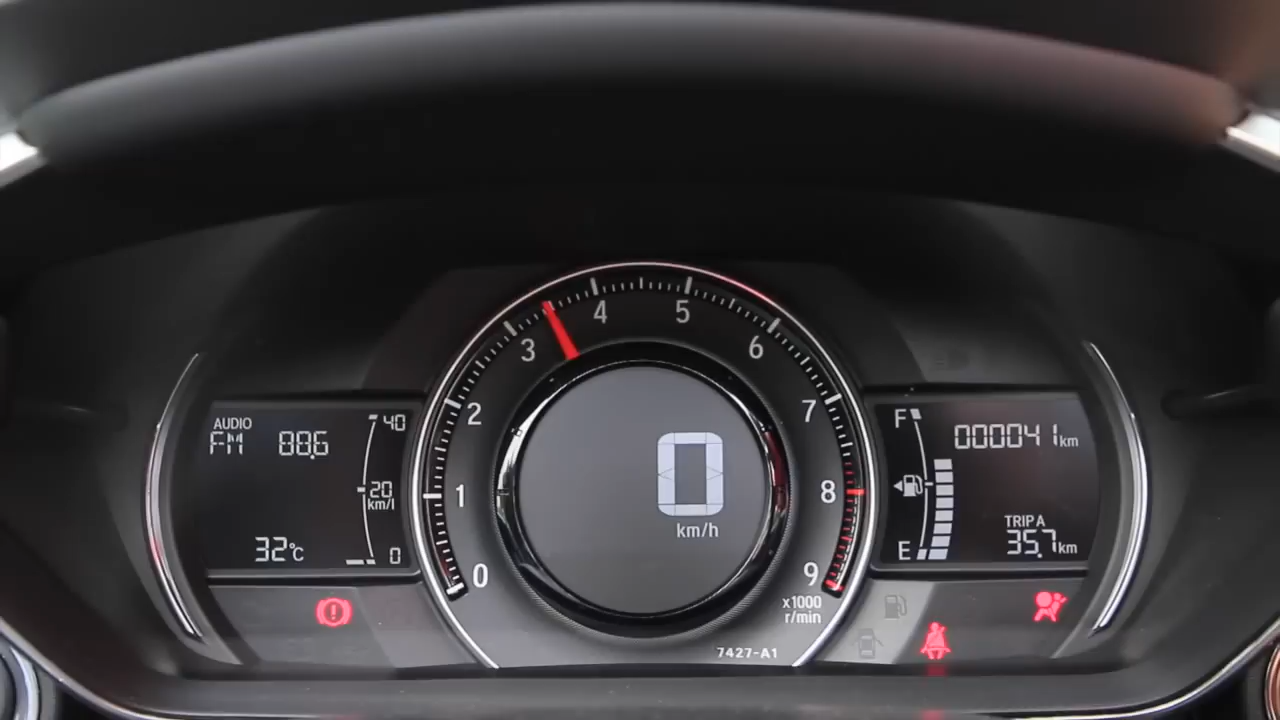 AUDIO
FM 88.6
40
20
km/l
0
32°C
0
1
2
3
4
5
6
7
8
9
x1000
r/min
0
km/h
7427-A1
F
E
000041km
TRIP A
35.7km